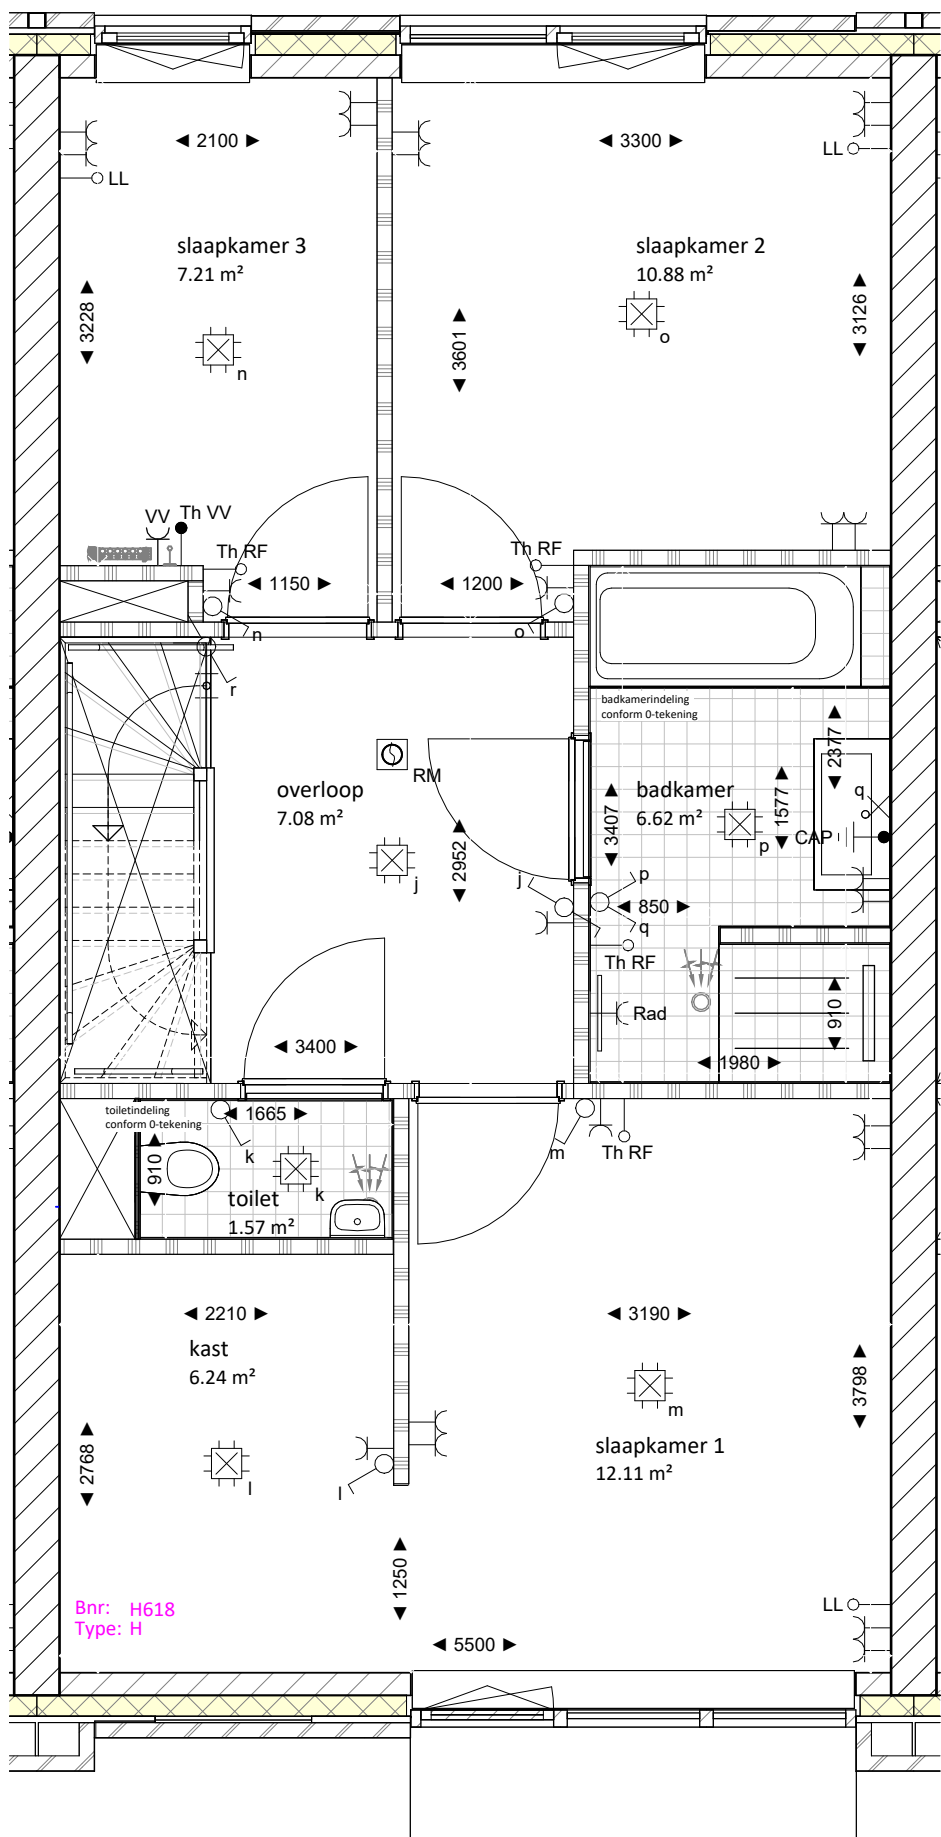 2100
3300
LL
LL
slaapkamer 3
7.21 m²
slaapkamer 2
10.88 m²
3228
3601
3126
n
o
VV
Th VV
Th RF
Th RF
1150
1200
n
o
r
badkamerindeling
conform 0-tekening
2377
RM
overloop
7.08 m²
badkamer
6.62 m²
3407
1577
q
CAP
p
2952
j
j
p
850
q
Th RF
Rad
910
3400
1980
toiletindeling
conform 0-tekening
1665
k
m
Th RF
910
k
toilet
1.57 m²
2210
3190
kast
6.24 m²
3798
m
slaapkamer 1
12.11 m²
2768
l
l
1250
Bnr: H618
Type: H
LL
5500